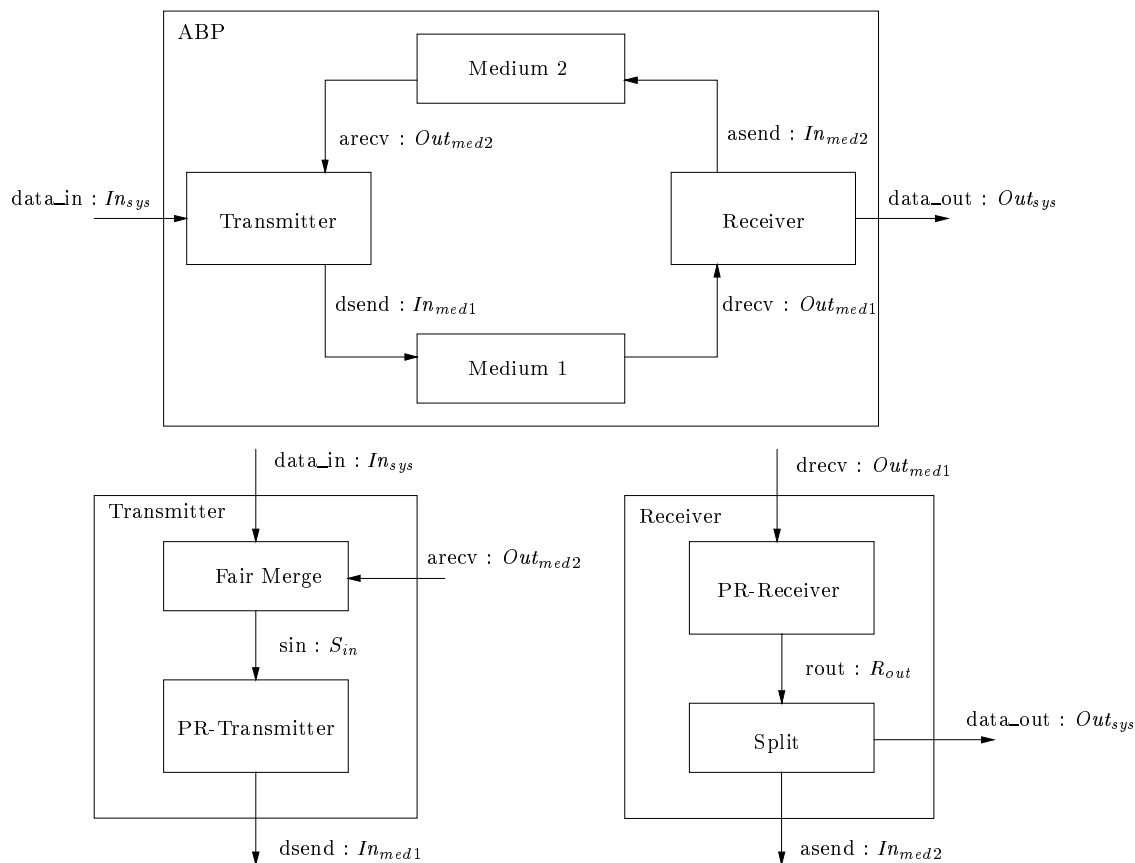 ABP
Medium 2
arecv : Out_med2
asend : In_med2
data_in : In_sys
Transmitter
Receiver
data_out : Out_sys
dsend : In_med1
drecv : Out_med1
Medium 1
data_in : In_sys
drecv : Out_med1
Transmitter
Receiver
Fair Merge
arecv : Out_med2
PR-Receiver
sin : S_in
rout : R_out
PR-Transmitter
Split
data_out : Out_sys
dsend : In_med1
asend : In_med2